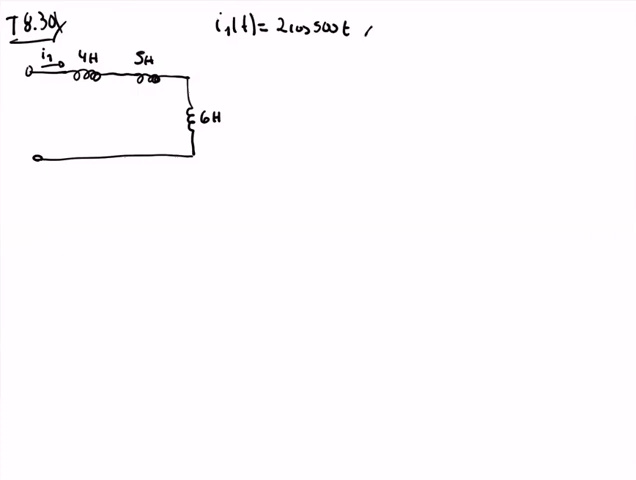 T8.30/ i₁(t) = 2cos500t ,
i₁ 4H 5H
6H